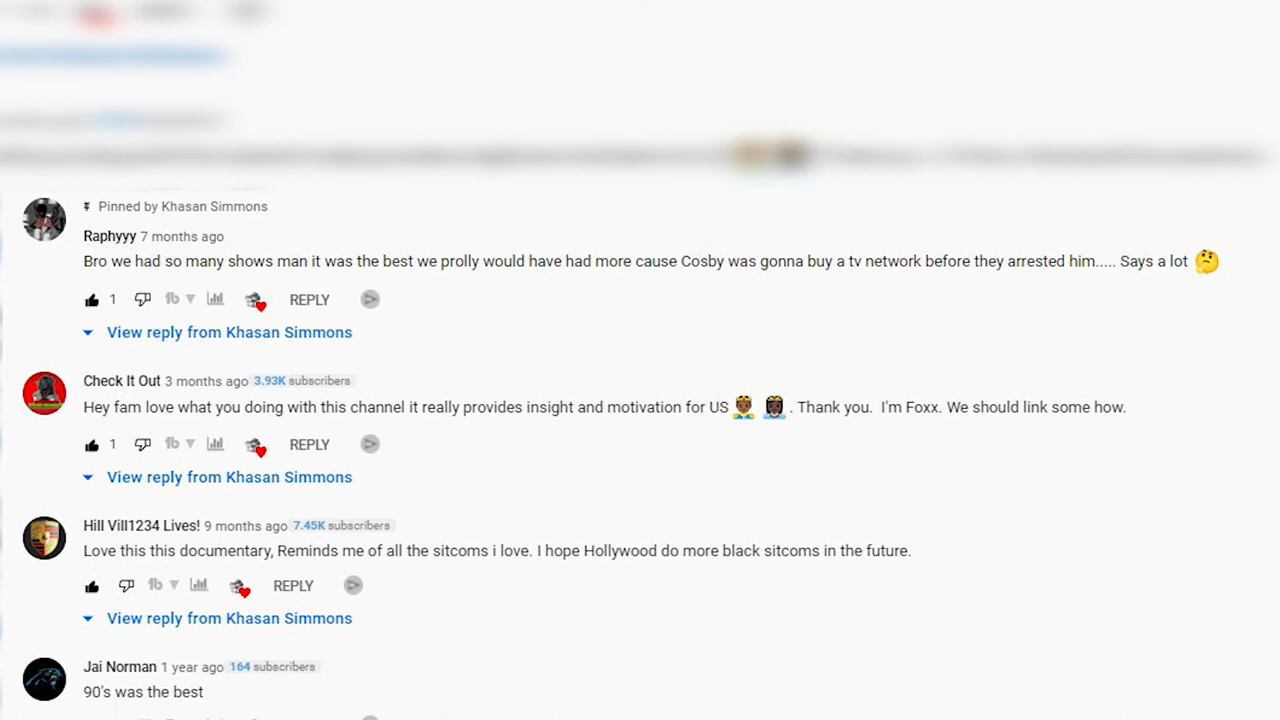 Pinned by Khasan Simmons
Raphyyy 7 months ago
Bro we had so many shows man it was the best we prolly would have had more cause Cosby was gonna buy a tv network before they arrested him..... Says a lot 🤔
1 REPLY
View reply from Khasan Simmons
Check It Out 3 months ago 3.93K subscribers
Hey fam love what you doing with this channel it really provides insight and motivation for US . Thank you. I'm Foxx. We should link some how.
1 REPLY
View reply from Khasan Simmons
Hill Vill1234 Lives! 9 months ago 7.45K subscribers
Love this this documentary, Reminds me of all the sitcoms i love. I hope Hollywood do more black sitcoms in the future.
REPLY
View reply from Khasan Simmons
Jai Norman 1 year ago 164 subscribers
90's was the best